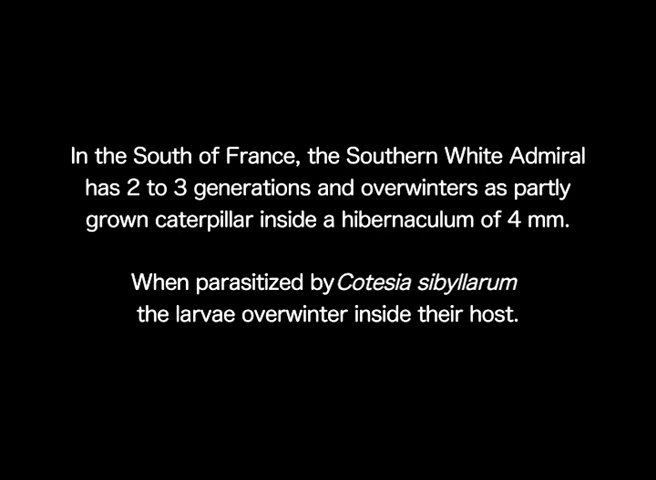 In the South of France, the Southern White Admiral
has 2 to 3 generations and overwinters as partly
grown caterpillar inside a hibernaculum of 4 mm.
When parasitized by Cotesia sibyllarum
the larvae overwinter inside their host.